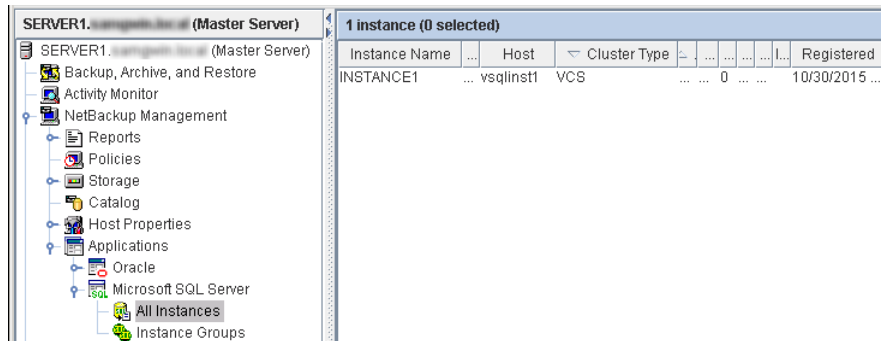 SERVER1. (Master Server)
1 instance (0 selected)
SERVER1. (Master Server)
Backup, Archive, and Restore
Activity Monitor
NetBackup Management
Reports
Policies
Storage
Catalog
Host Properties
Applications
Oracle
Microsoft SQL Server
All Instances
Instance Groups
Instance Name ... Host Cluster Type ... ... ... ... I... Registered
INSTANCE1 ... vsqlinst1 VCS ... ... 0 ... ... 10/30/2015 ...